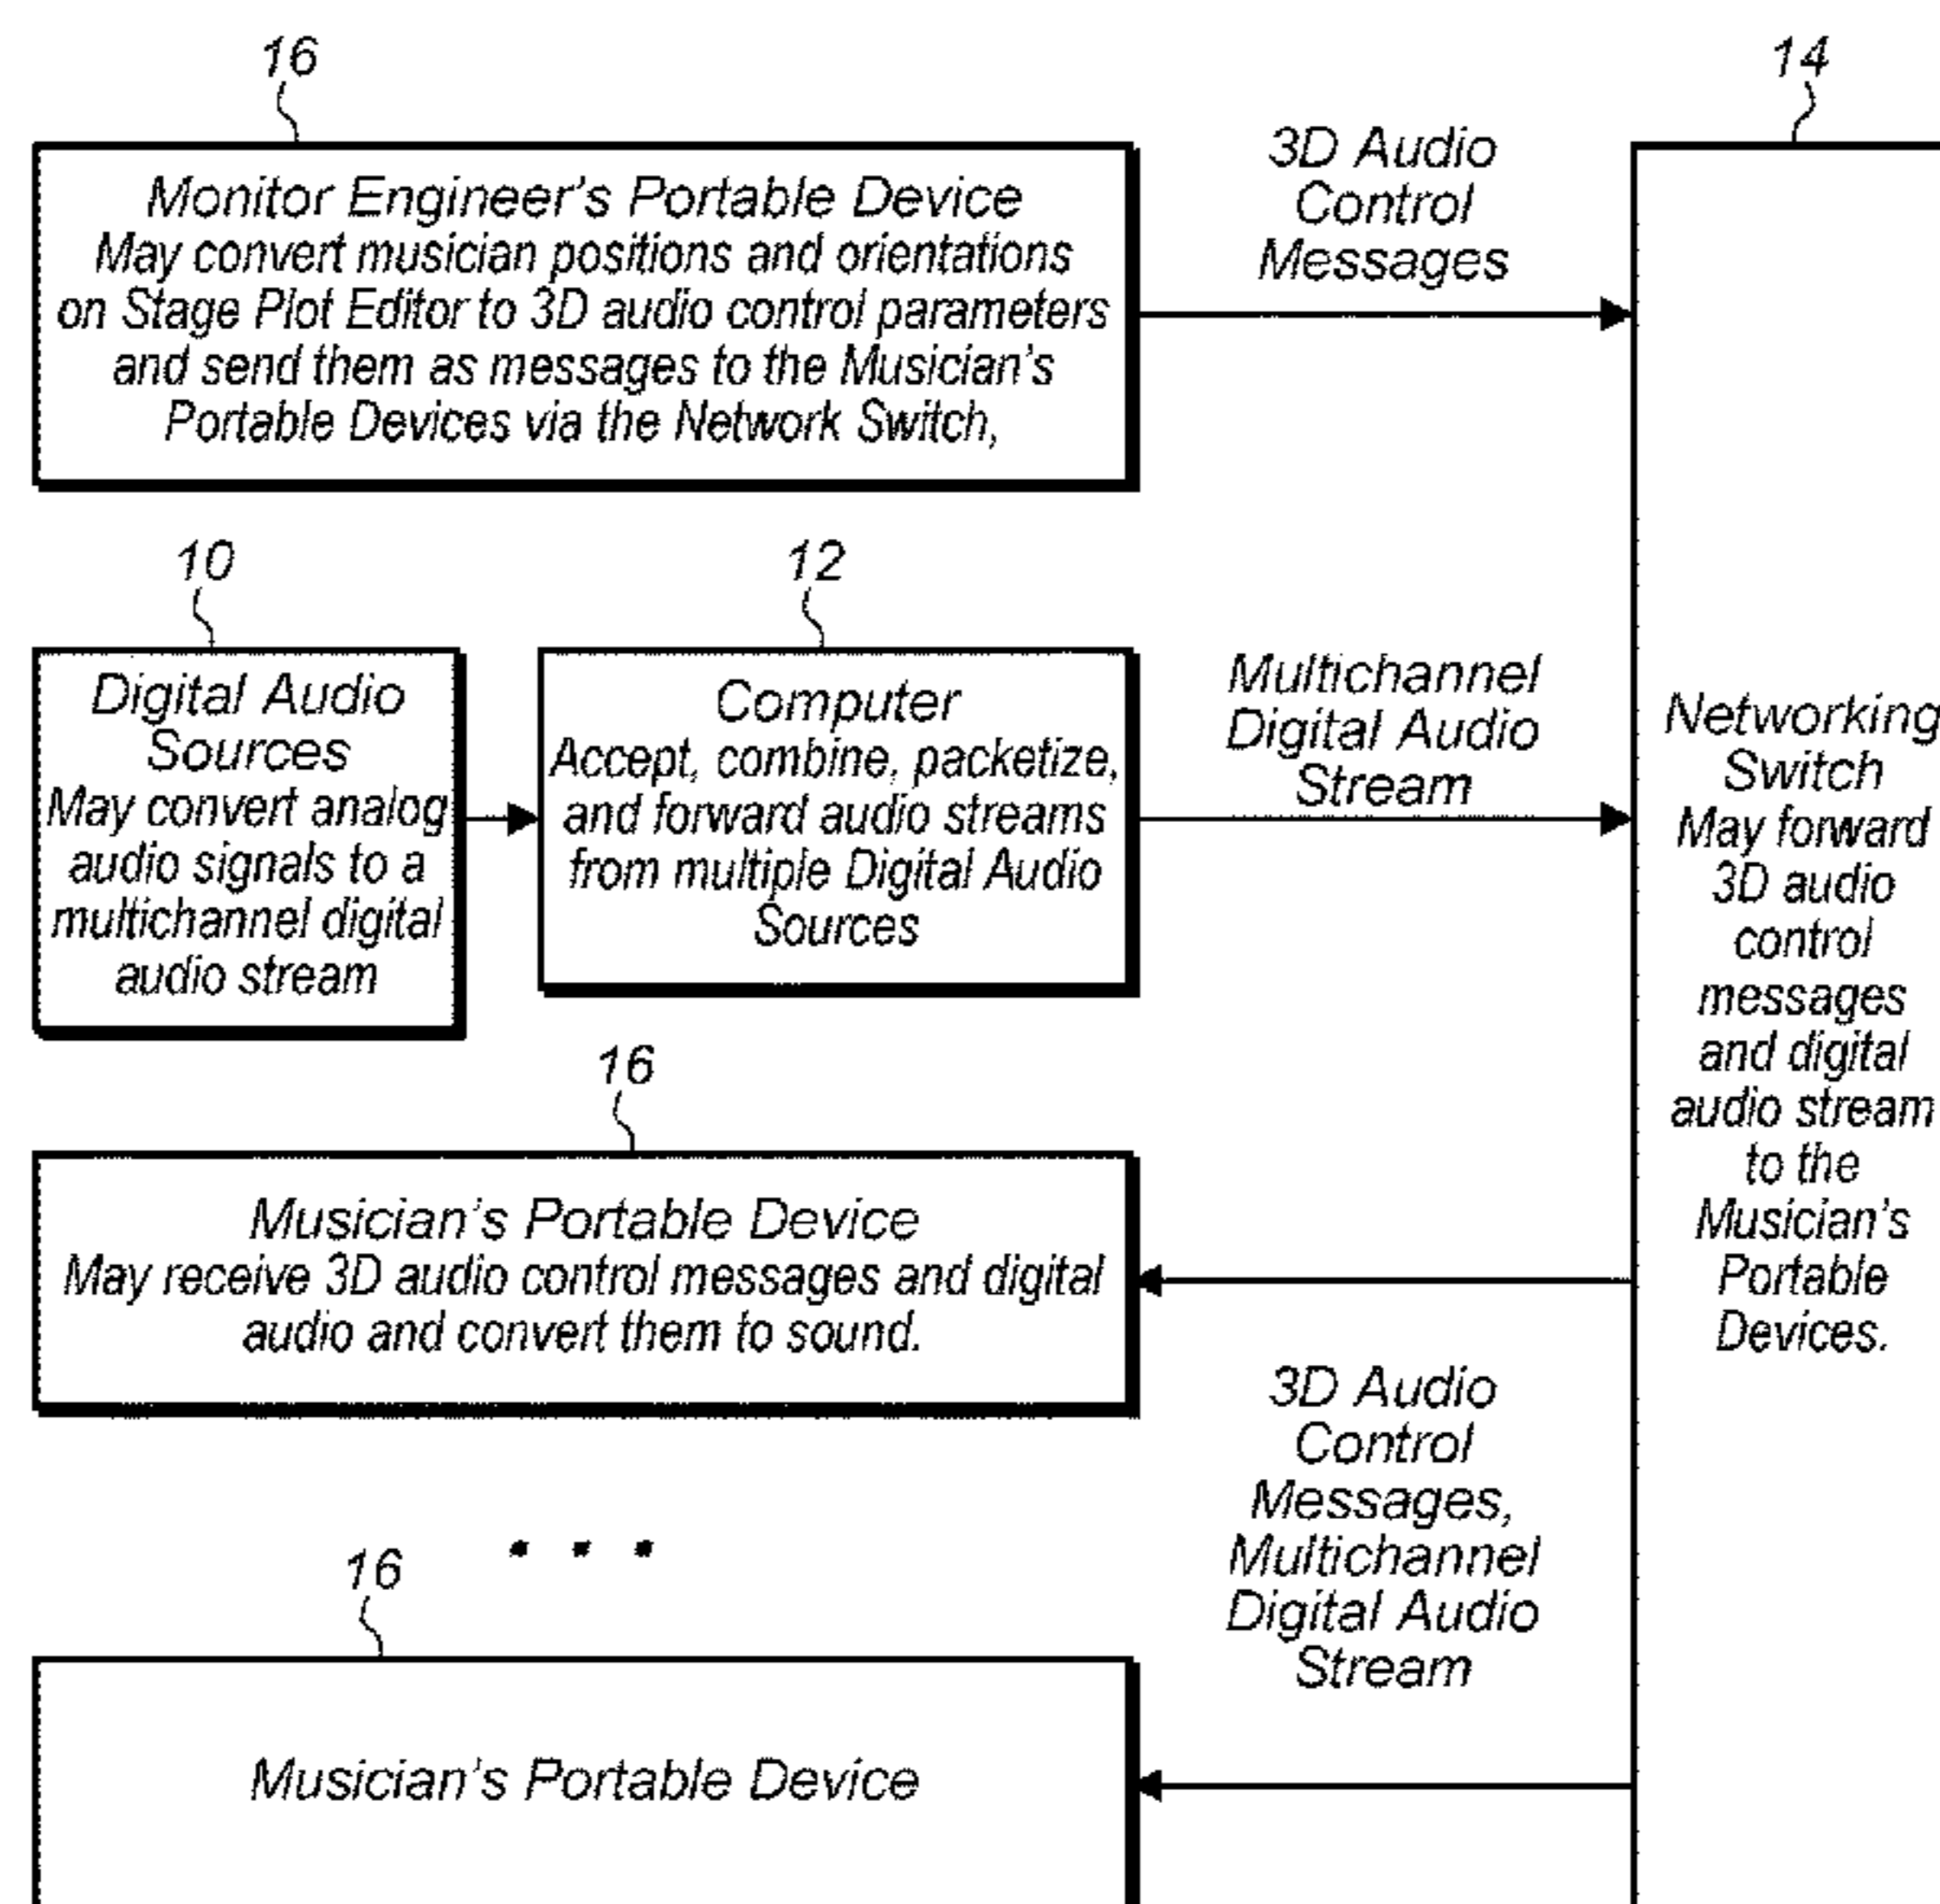 16
Monitor Engineer's Portable Device
May convert musician positions and orientations
on Stage Plot Editor to 3D audio control parameters
and send them as messages to the Musician's
Portable Devices via the Network Switch,
3D Audio
Control
Messages
14
Networking
Switch
May forward
3D audio
control
messages
and digital
audio stream
to the
Musician's
Portable
Devices.
10
Digital Audio
Sources
May convert analog
audio signals to a
multichannel digital
audio stream
12
Computer
Accept, combine, packetize,
and forward audio streams
from multiple Digital Audio
Sources
Multichannel
Digital Audio
Stream
16
Musician's Portable Device
May receive 3D audio control messages and digital
audio and convert them to sound.
3D Audio
Control
Messages,
Multichannel
Digital Audio
Stream
. . .
16
Musician's Portable Device